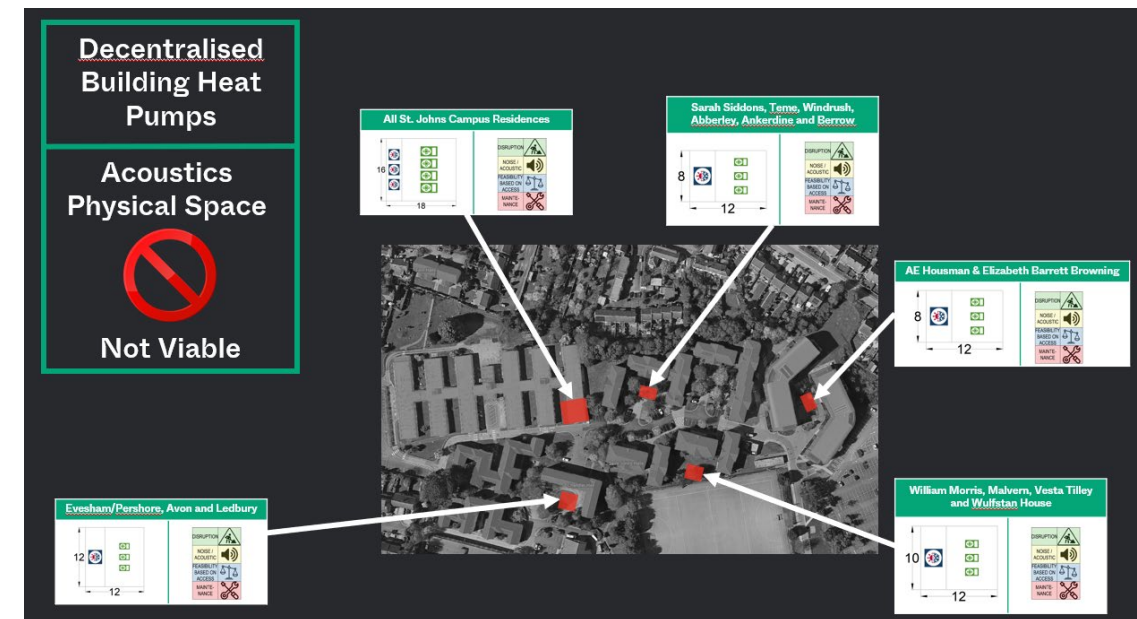 Decentralised
Building Heat
Pumps
Acoustics
Physical Space
Not Viable
All St. Johns Campus Residences
16
18
DISRUPTION
NOISE /
ACOUSTIC
FEASIBILITY
BASED ON
ACCESS
MAINTE-
NANCE
Sarah Siddons, Teme, Windrush,
Abberley, Ankerdine and Berrow
8
12
DISRUPTION
NOISE /
ACOUSTIC
FEASIBILITY
BASED ON
ACCESS
MAINTE-
NANCE
AE Housman & Elizabeth Barrett Browning
8
12
DISRUPTION
NOISE /
ACOUSTIC
FEASIBILITY
BASED ON
ACCESS
MAINTE-
NANCE
Evesham/Pershore, Avon and Ledbury
12
12
DISRUPTION
NOISE /
ACOUSTIC
FEASIBILITY
BASED ON
ACCESS
MAINTE-
NANCE
William Morris, Malvern, Vesta Tilley
and Wulfstan House
10
12
DISRUPTION
NOISE /
ACOUSTIC
FEASIBILITY
BASED ON
ACCESS
MAINTE-
NANCE